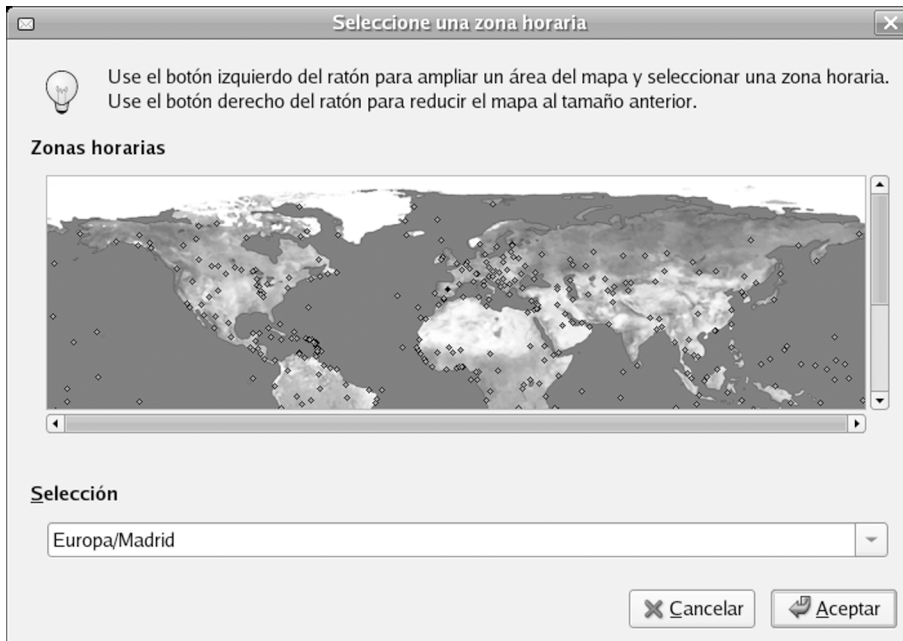 Seleccione una zona horaria
Use el botón izquierdo del ratón para ampliar un área del mapa y seleccionar una zona horaria.
Use el botón derecho del ratón para reducir el mapa al tamaño anterior.
Zonas horarias
Selección
Europa/Madrid
Cancelar
Aceptar